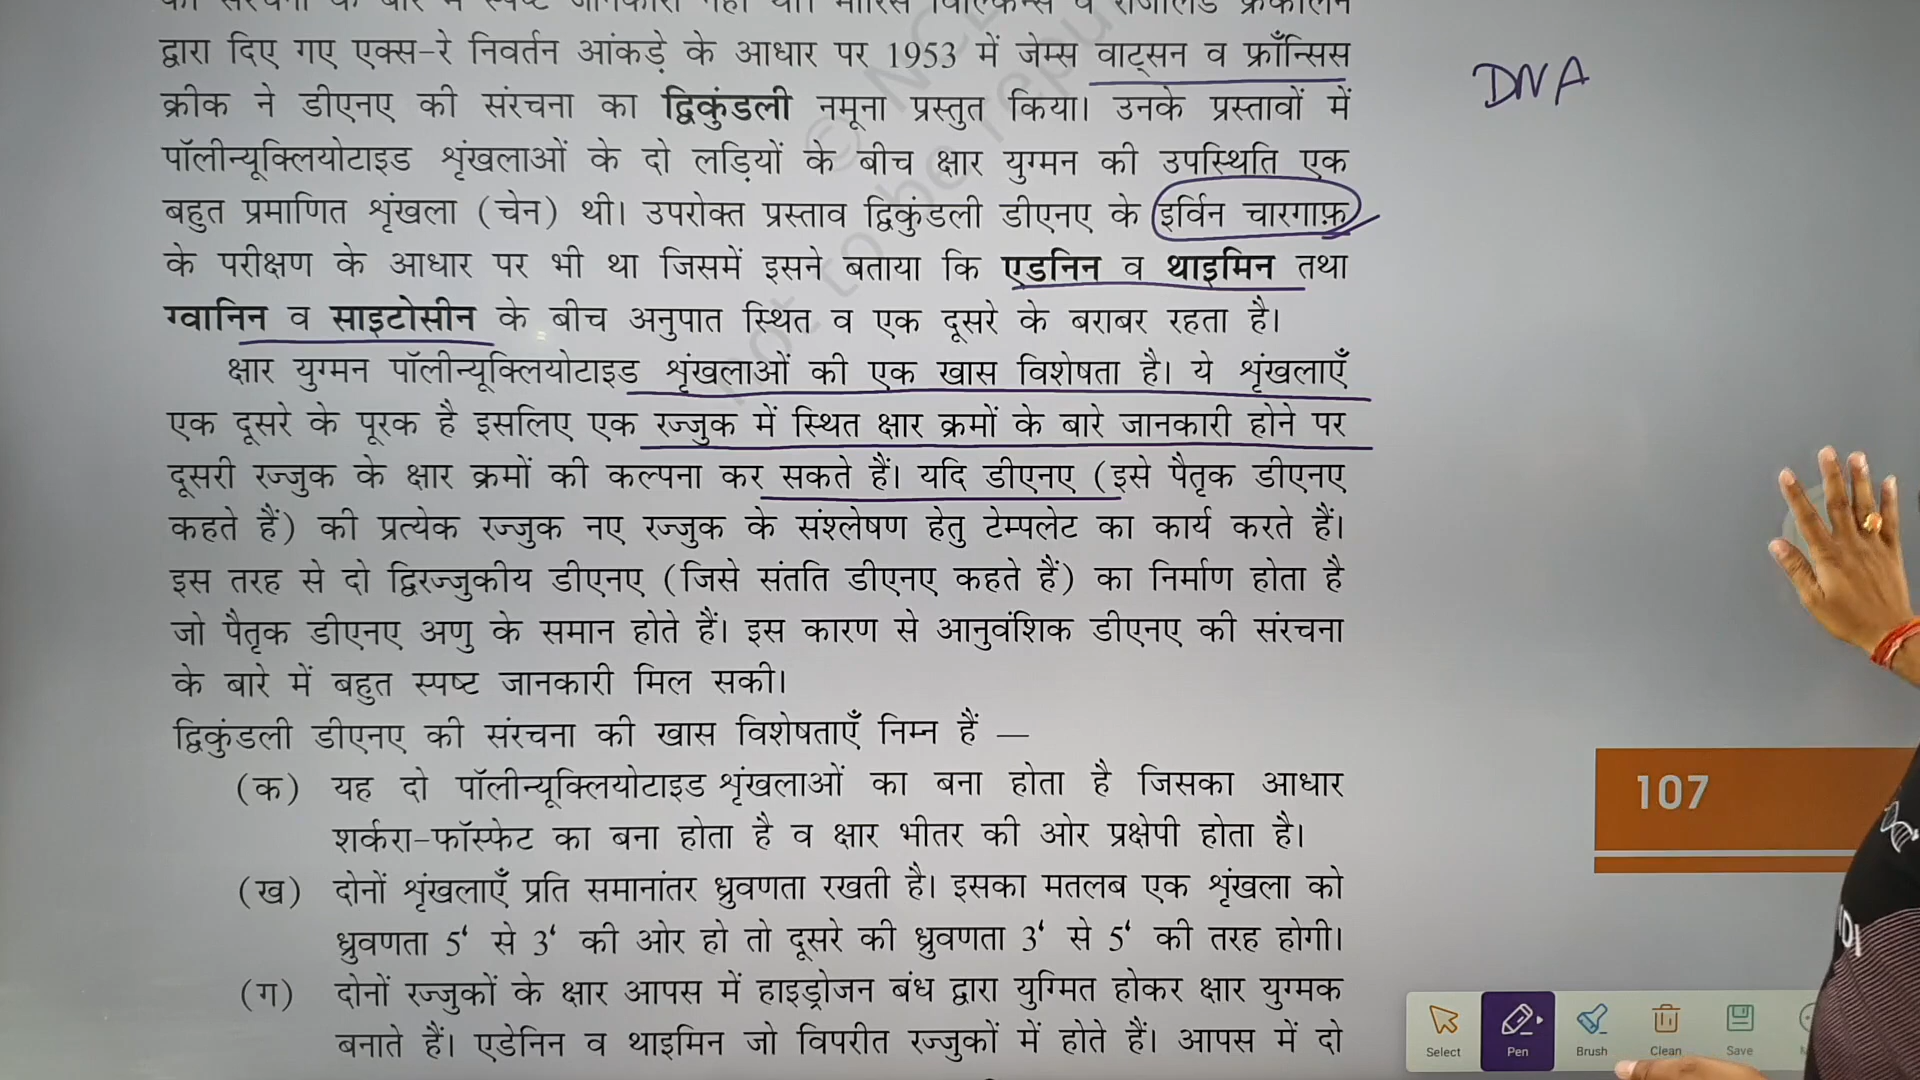 द्वारा दिए गए एक्स-रे निवर्तन आंकड़े के आधार पर 1953 में जेम्स वाट्सन व फ्राँन्सिस
क्रीक ने डीएनए की संरचना का द्विकुंडली नमूना प्रस्तुत किया। उनके प्रस्तावों में
पॉलीन्यूक्लियोटाइड शृंखलाओं के दो लड़ियों के बीच क्षार युग्मन की उपस्थिति एक
बहुत प्रमाणित शृंखला (चेन) थी। उपरोक्त प्रस्ताव द्विकुंडली डीएनए के इर्विन चारगाफ़
के परीक्षण के आधार पर भी था जिसमें इसने बताया कि एडनिन व थाइमिन तथा
ग्वानिन व साइटोसीन के बीच अनुपात स्थित व एक दूसरे के बराबर रहता है।
क्षार युग्मन पॉलीन्यूक्लियोटाइड शृंखलाओं की एक खास विशेषता है। ये शृंखलाएँ
एक दूसरे के पूरक है इसलिए एक रज्जुक में स्थित क्षार क्रमों के बारे जानकारी होने पर
दूसरी रज्जुक के क्षार क्रमों की कल्पना कर सकते हैं। यदि डीएनए (इसे पैतृक डीएनए
कहते हैं) की प्रत्येक रज्जुक नए रज्जुक के संश्लेषण हेतु टेम्पलेट का कार्य करते हैं।
इस तरह से दो द्विरज्जुकीय डीएनए (जिसे संतति डीएनए कहते हैं) का निर्माण होता है
जो पैतृक डीएनए अणु के समान होते हैं। इस कारण से आनुवंशिक डीएनए की संरचना
के बारे में बहुत स्पष्ट जानकारी मिल सकी।
द्विकुंडली डीएनए की संरचना की खास विशेषताएँ निम्न हैं —
(क) यह दो पॉलीन्यूक्लियोटाइड शृंखलाओं का बना होता है जिसका आधार
शर्करा-फॉस्फेट का बना होता है व क्षार भीतर की ओर प्रक्षेपी होता है।
(ख) दोनों शृंखलाएँ प्रति समानांतर ध्रुवणता रखती है। इसका मतलब एक शृंखला को
ध्रुवणता 5‘ से 3‘ की ओर हो तो दूसरे की ध्रुवणता 3‘ से 5‘ की तरह होगी।
(ग) दोनों रज्जुकों के क्षार आपस में हाइड्रोजन बंध द्वारा युग्मित होकर क्षार युग्मक
बनाते हैं। एडेनिन व थाइमिन जो विपरीत रज्जुकों में होते हैं। आपस में दो
DNA
107
Select Pen Brush Clean Save